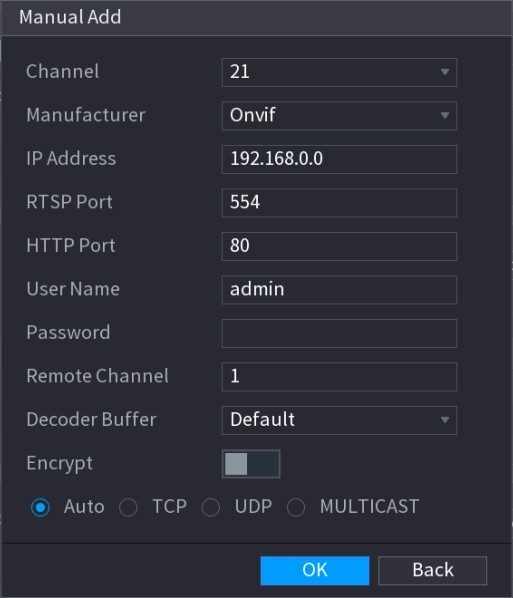 Manual Add
Channel 21
Manufacturer Onvif
IP Address 192.168.0.0
RTSP Port 554
HTTP Port 80
User Name admin
Password
Remote Channel 1
Decoder Buffer Default
Encrypt
Auto TCP UDP MULTICAST
OK Back